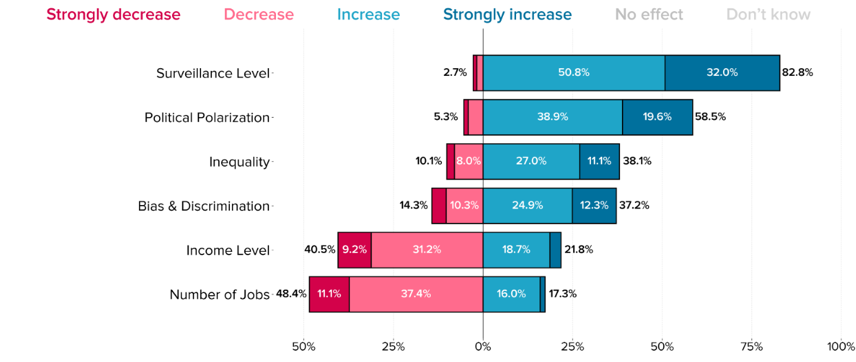 Strongly decrease Decrease Increase Strongly increase No effect Don't know
Surveillance Level 2.7% 50.8% 32.0% 82.8%
Political Polarization 5.3% 38.9% 19.6% 58.5%
Inequality 10.1% 8.0% 27.0% 11.1% 38.1%
Bias & Discrimination 14.3% 10.3% 24.9% 12.3% 37.2%
Income Level 40.5% 9.2% 31.2% 18.7% 21.8%
Number of Jobs 48.4% 11.1% 37.4% 16.0% 17.3%
50% 25% 0% 25% 50% 75% 100%